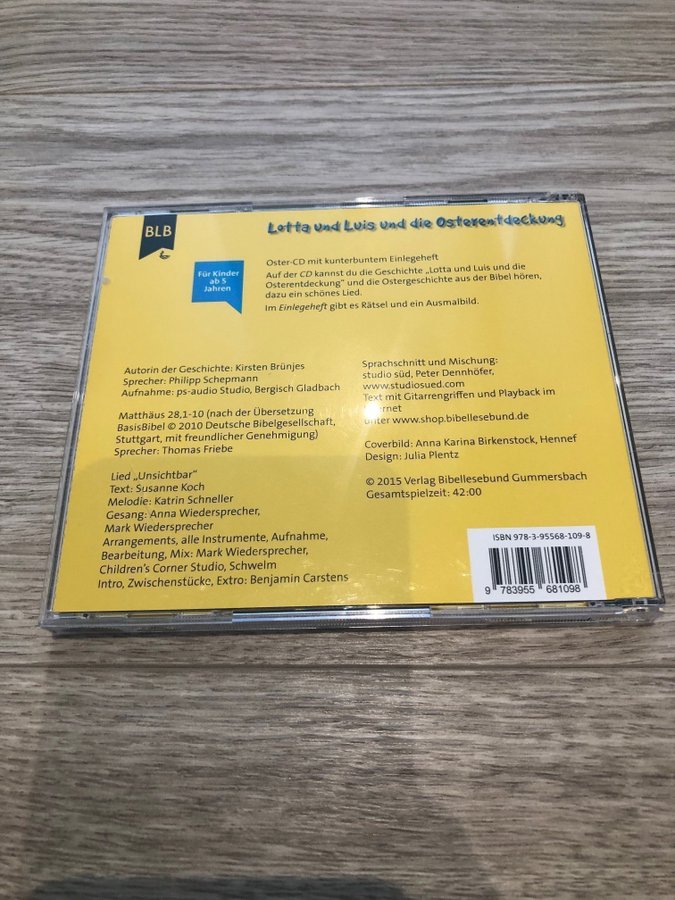 BLB
Lotta und Luis und die Osterentdeckung
Für Kinder
ab 5
Jahren
Oster-CD mit kunterbuntem Einlegeheft
Auf der CD kannst du die Geschichte „Lotta und Luis und die
Osterentdeckung" und die Ostergeschichte aus der Bibel hören,
dazu ein schönes Lied.
Im Einlegeheft gibt es Rätsel und ein Ausmalbild.
Autorin der Geschichte: Kirsten Brünjes
Sprecher: Philipp Schepmann
Aufnahme: ps-audio Studio, Bergisch Gladbach
Matthäus 28,1-10 (nach der Übersetzung
BasisBibel © 2010 Deutsche Bibelgesellschaft,
Stuttgart, mit freundlicher Genehmigung)
Sprecher: Thomas Friebe
Lied „Unsichtbar"
Text: Susanne Koch
Melodie: Katrin Schneller
Gesang: Anna Wiedersprecher,
Mark Wiedersprecher
Arrangements, alle Instrumente, Aufnahme,
Bearbeitung, Mix: Mark Wiedersprecher,
Children's Corner Studio, Schwelm
Intro, Zwischenstücke, Extro: Benjamin Carstens
Sprachschnitt und Mischung:
studio süd, Peter Dennhöfer,
www.studiosued.com
Text mit Gitarrengriffen und Playback im
Internet
unter www.shop.bibellesebund.de
Coverbild: Anna Karina Birkenstock, Hennef
Design: Julia Plentz
© 2015 Verlag Bibellesebund Gummersbach
Gesamtspielzeit: 42:00
ISBN 978-3-95568-109-8
9 783955 681098